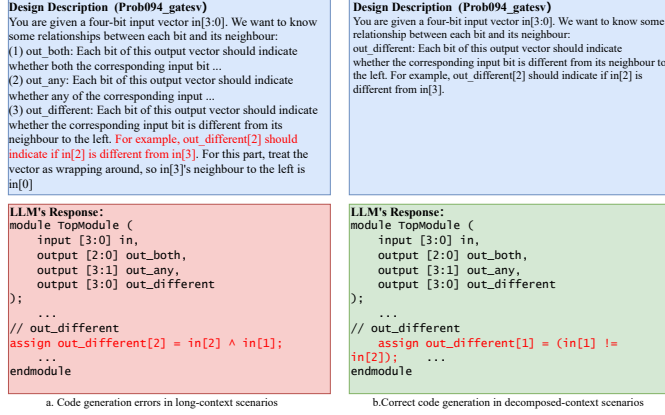 Design Description (Prob094_gatesv)
You are given a four-bit input vector in[3:0]. We want to know
some relationships between each bit and its neighbour:
(1) out_both: Each bit of this output vector should indicate
whether both the corresponding input bit ...
(2) out_any: Each bit of this output vector should indicate
whether any of the corresponding input ...
(3) out_different: Each bit of this output vector should indicate
whether the corresponding input bit is different from its
neighbour to the left. For example, out_different[2] should
indicate if in[2] is different from in[3]. For this part, treat the
vector as wrapping around, so in[3]'s neighbour to the left is
in[0]
LLM's Response:
module TopModule (
input [3:0] in,
output [2:0] out_both,
output [3:1] out_any,
output [3:0] out_different
);
...
// out_different
assign out_different[2] = in[2] ^ in[1];
...
endmodule
a. Code generation errors in long-context scenarios
Design Description (Prob094_gatesv)
You are given a four-bit input vector in[3:0]. We want to know some
relationship between each bit and its neighbour:
out_different: Each bit of this output vector should indicate
whether the corresponding input bit is different from its neighbour to
the left. For example, out_different[2] should indicate if in[2] is
different from in[3].
LLM's Response:
module TopModule (
input [3:0] in,
output [2:0] out_both,
output [3:1] out_any,
output [3:0] out_different
);
...
// out_different
assign out_different[1] = (in[1] !=
in[2]); ...
endmodule
b.Correct code generation in decomposed-context scenarios